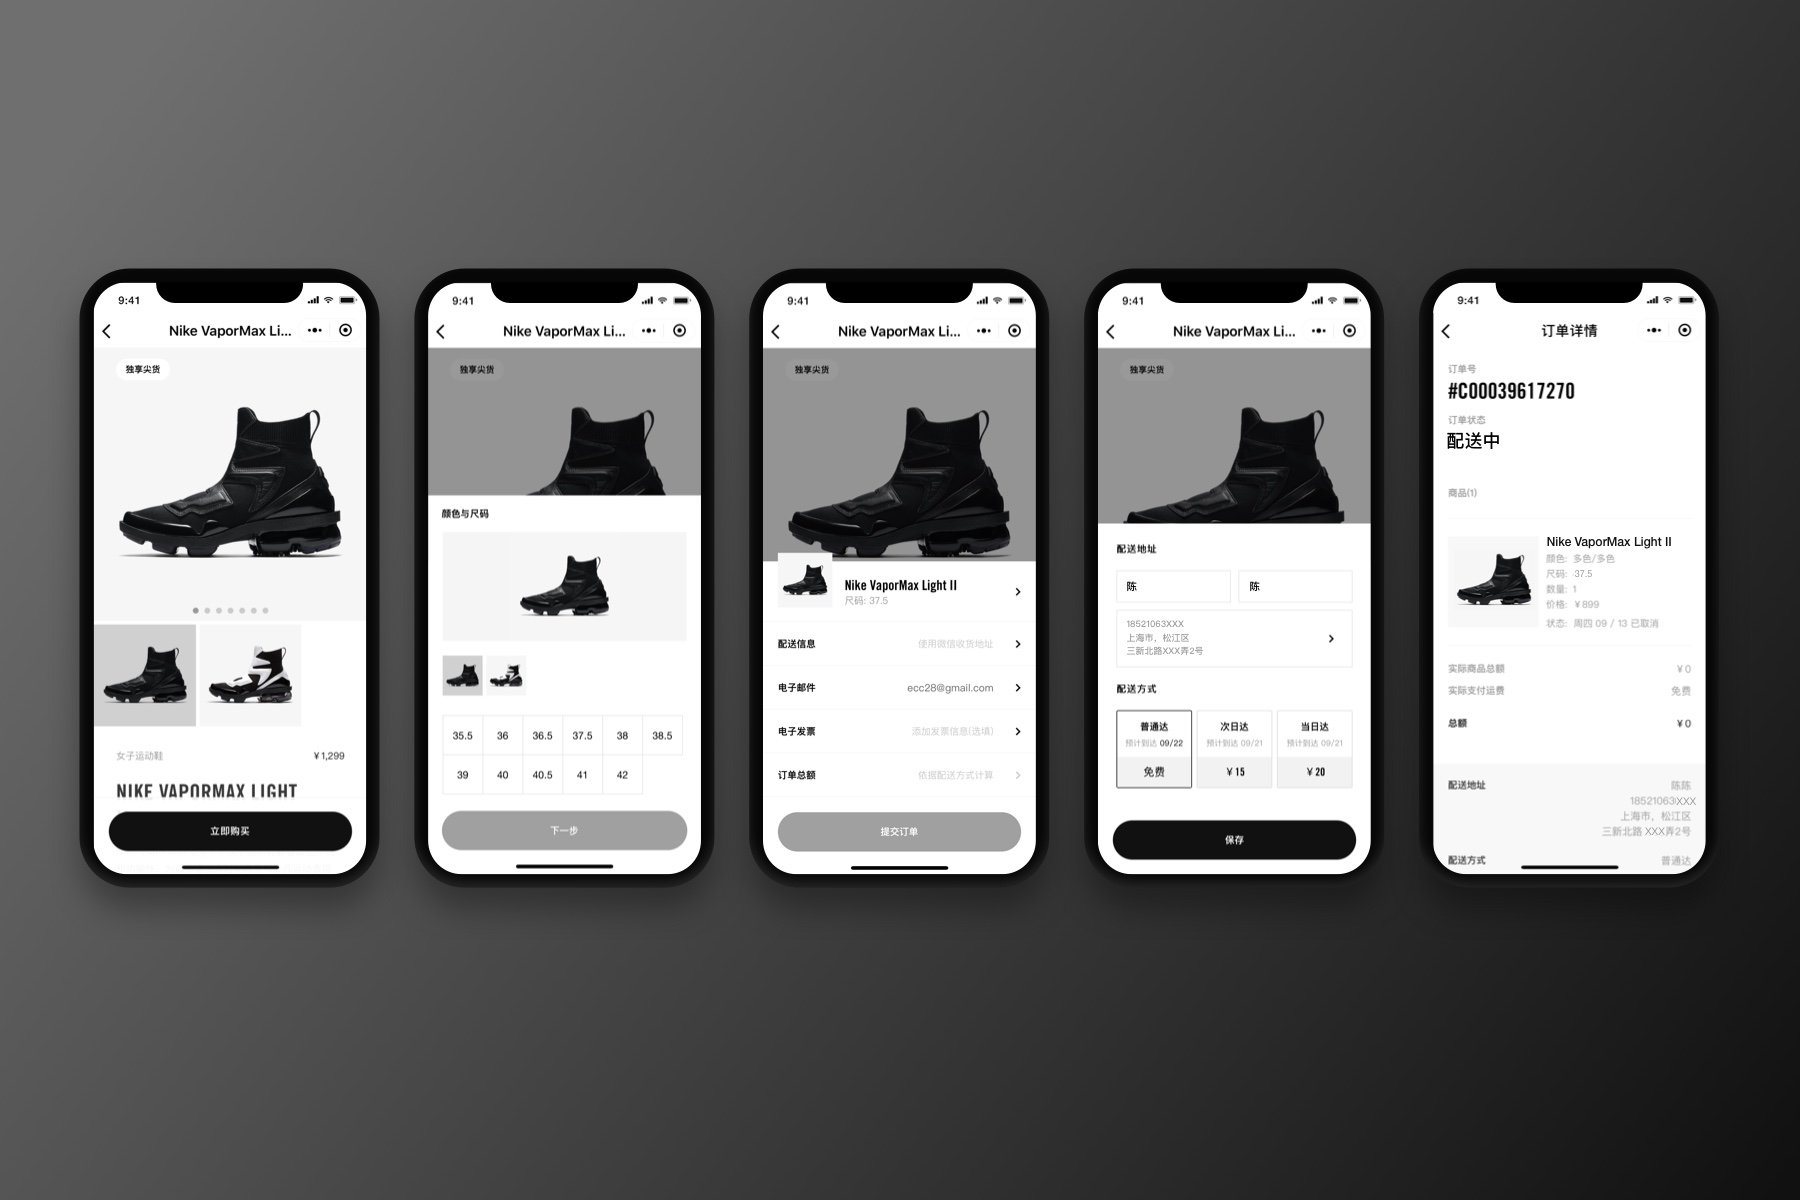 9:41
Nike VaporMax Li...
独享尖货
女子运动鞋
¥1,299
NIKE VAPORMAX LIGHT
立即购买
9:41
Nike VaporMax Li...
独享尖货
颜色与尺码
35.5 36 36.5 37.5 38 38.5
39 40 40.5 41 42
下一步
9:41
Nike VaporMax Li...
独享尖货
Nike VaporMax Light II
尺码: 37.5
配送信息 使用微信收货地址
电子邮件 ecc28@gmail.com
电子发票 添加发票信息(选填)
订单总额 依据配送方式计算
提交订单
9:41
Nike VaporMax Li...
独享尖货
配送地址
陈 陈
18521063XXX
上海市，松江区
三新北路XXX弄2号
配送方式
普通达 次日达 当日达
预计到达 09/22 预计到达 09/21 预计到达 09/21
免费 ¥15 ¥20
保存
9:41
订单详情
订单号
#C00039617270
订单状态
配送中
商品(1)
Nike VaporMax Light II
颜色: 多色/多色
尺码: 37.5
数量: 1
价格: ¥899
状态: 周四 09 / 13 已取消
实际商品总额 ¥0
实际支付运费 免费
总额 ¥0
配送地址 陈陈
18521063XXX
上海市，松江区
三新北路 XXX弄2号
配送方式 普通达